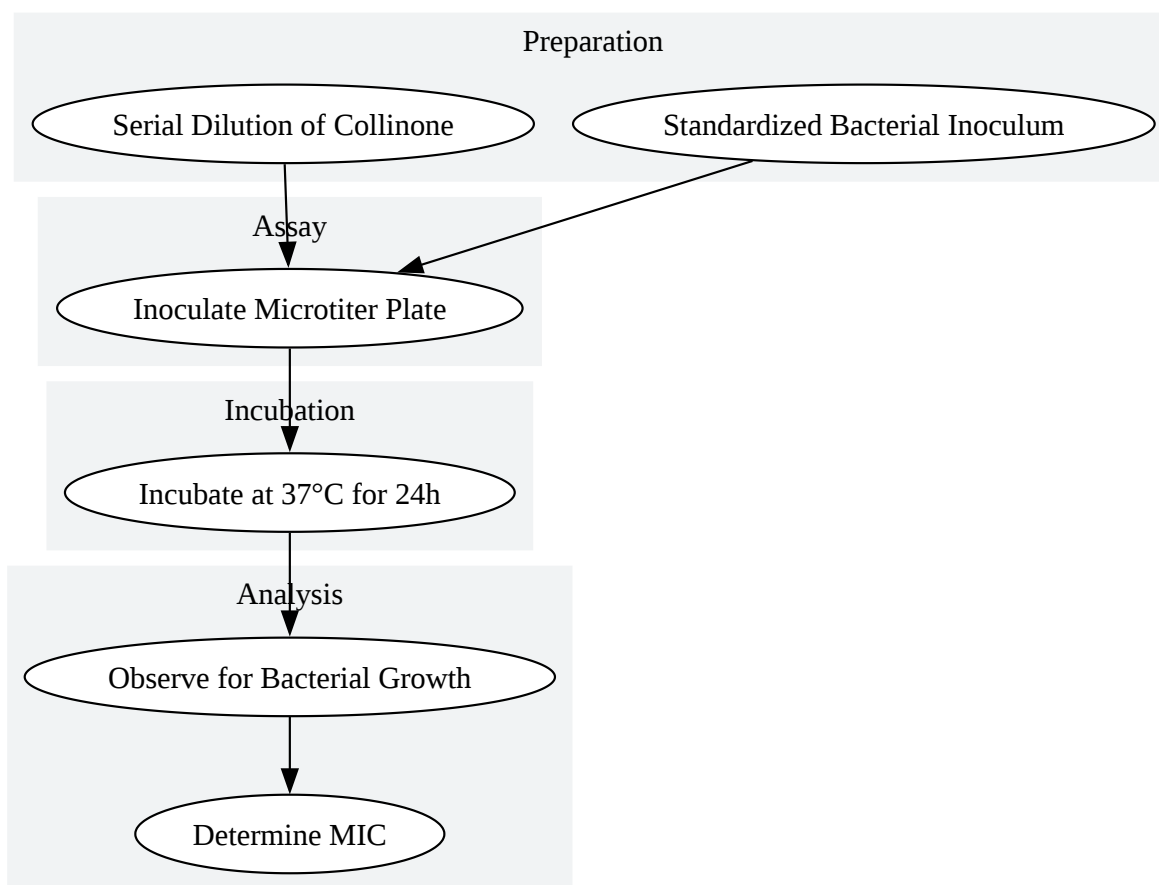 Preparation
Serial Dilution of Collinone
Standardized Bacterial Inoculum
Assay
Inoculate Microtiter Plate
Incubation
Incubate at 37°C for 24h
Analysis
Observe for Bacterial Growth
Determine MIC